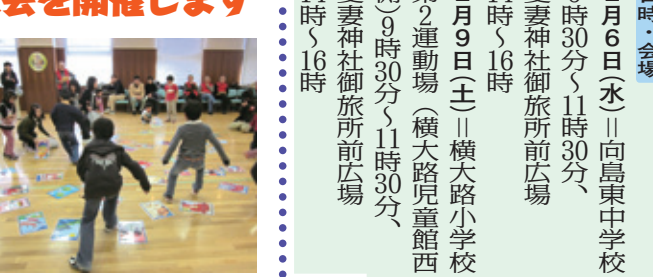 会を開催します
日時・会場
月6日(水)＝向島東中学校
時30分〜11時30分、
妻神社御旅所前広場
時〜16時
月9日(土)＝横大路小学校
第2運動場（横大路児童館西
）9時30分〜11時30分、
妻神社御旅所前広場
時〜16時